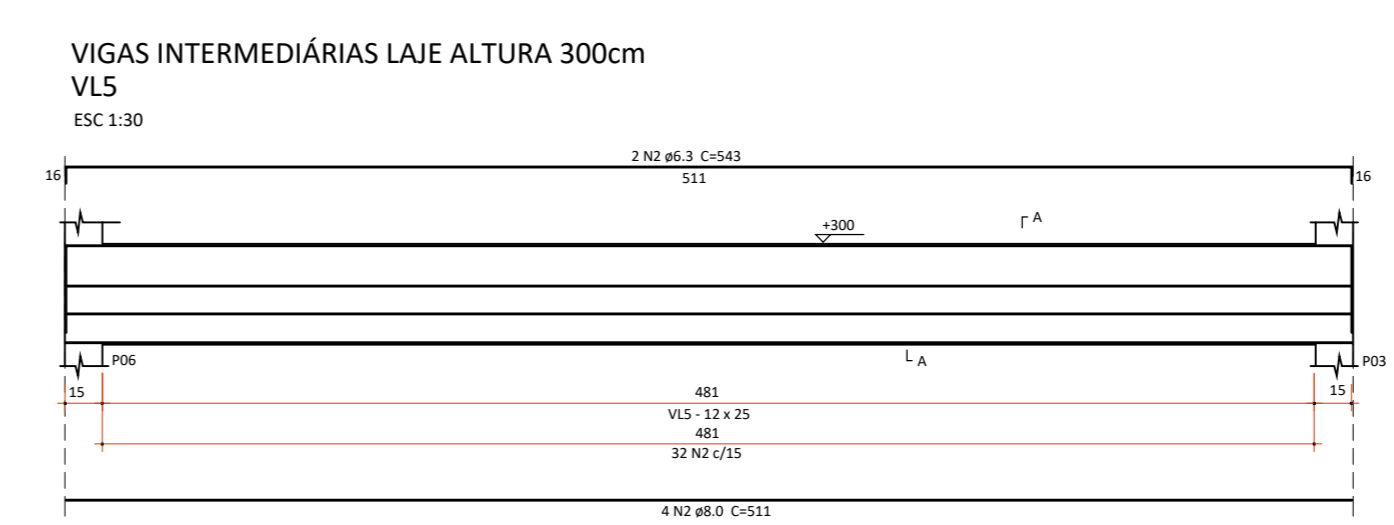 VIGAS INTERMEDIÁRIAS LAJE ALTURA 300cm
VL5
ESC 1:30
2 N2 ø6.3 C=543
16
511
16
+300
A
A
P06
P03
15
481
15
VL5 - 12 x 25
481
32 N2 c/15
4 N2 ø8.0 C=511